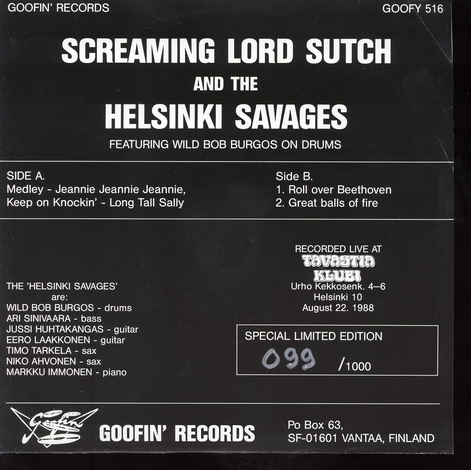 GOOFIN' RECORDS GOOFY 516
SCREAMING LORD SUTCH
AND THE
HELSINKI SAVAGES
FEATURING WILD BOB BURGOS ON DRUMS
SIDE A.
Medley - Jeannie Jeannie Jeannie,
Keep on Knockin' - Long Tall Sally
Side B.
1. Roll over Beethoven
2. Great balls of fire
RECORDED LIVE AT
TAVASTIA
KLUBI
Urho Kekkosenk. 4–6
Helsinki 10
August 22. 1988
THE 'HELSINKI SAVAGES'
are:
WILD BOB BURGOS - drums
ARI SINIVAARA - bass
JUSSI HUHTAKANGAS - guitar
EERO LAAKKONEN - guitar
TIMO TARKELA - sax
NIKO AHVONEN - sax
MARKKU IMMONEN - piano
SPECIAL LIMITED EDITION
099 /1000
Goofin'
GOOFIN' RECORDS
Po Box 63,
SF-01601 VANTAA, FINLAND